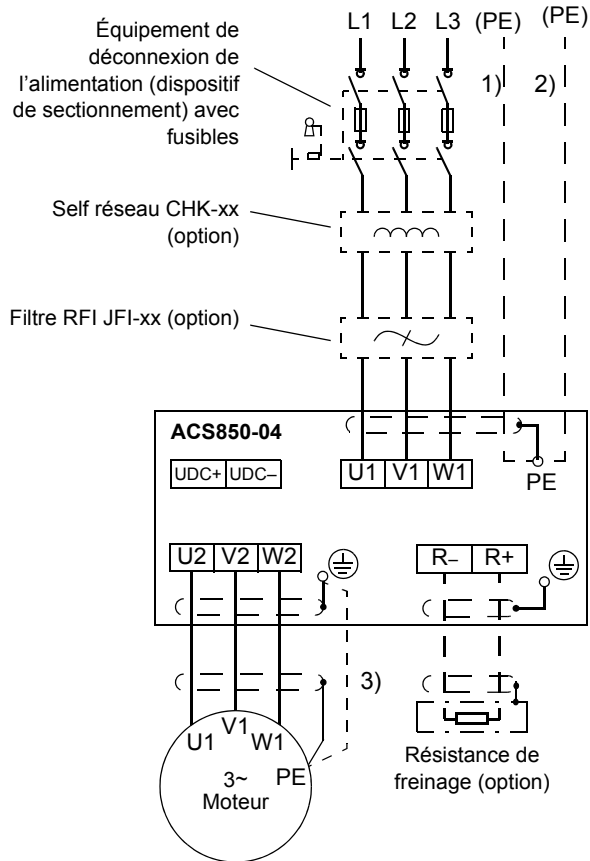 L1 L2 L3 (PE) (PE)
Équipement de
déconnexion de
l'alimentation (dispositif
de sectionnement) avec
fusibles
1) 2)
Self réseau CHK-xx
(option)
Filtre RFI JFI-xx (option)
ACS850-04
UDC+ UDC–
U1 V1 W1
PE
U2 V2 W2
R– R+
3)
U1 V1 W1
PE
3~
Moteur
Résistance de
freinage (option)